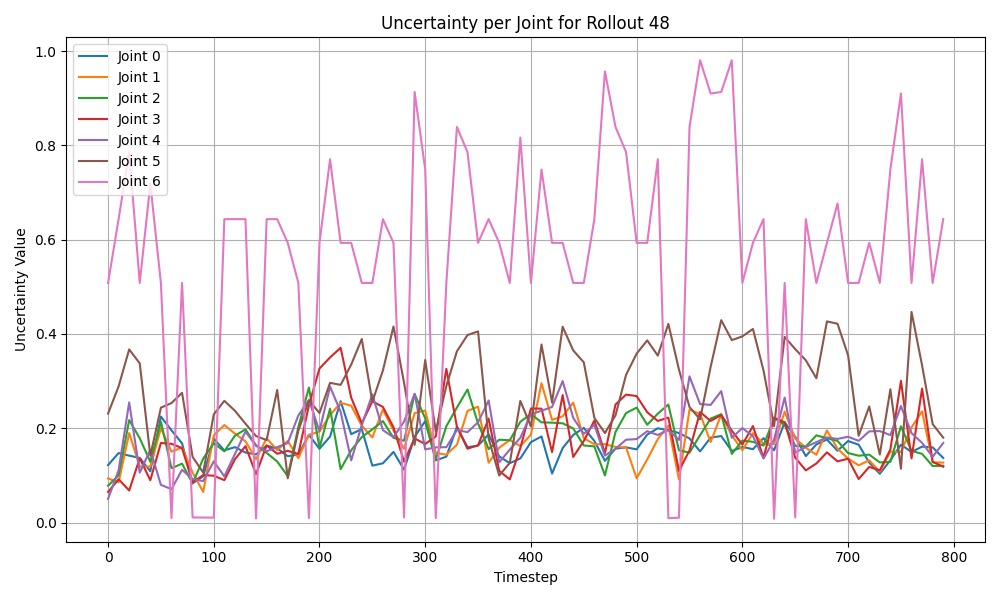 Uncertainty per Joint for Rollout 48
Uncertainty Value
1.0
0.8
0.6
0.4
0.2
0.0
Joint 0
Joint 1
Joint 2
Joint 3
Joint 4
Joint 5
Joint 6
0 100 200 300 400 500 600 700 800
Timestep